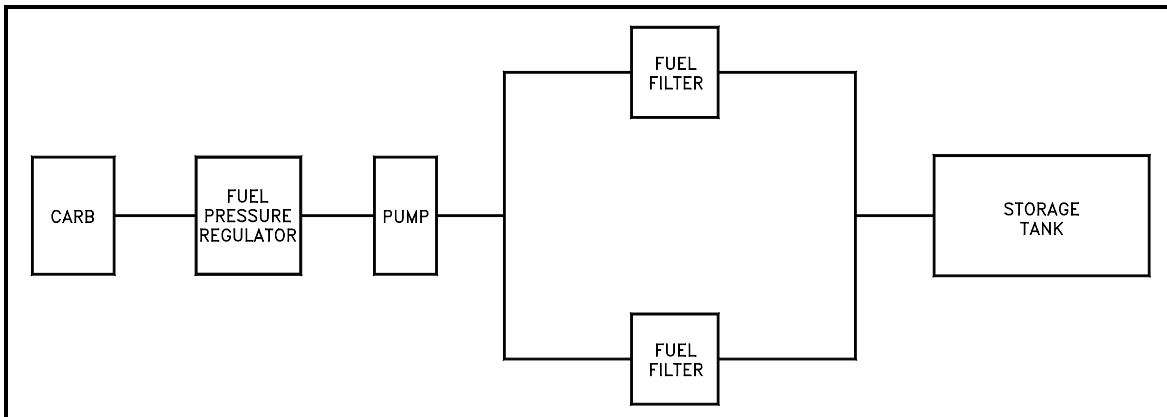 FUEL
FILTER
CARB
FUEL
PRESSURE
REGULATOR
PUMP
STORAGE
TANK
FUEL
FILTER